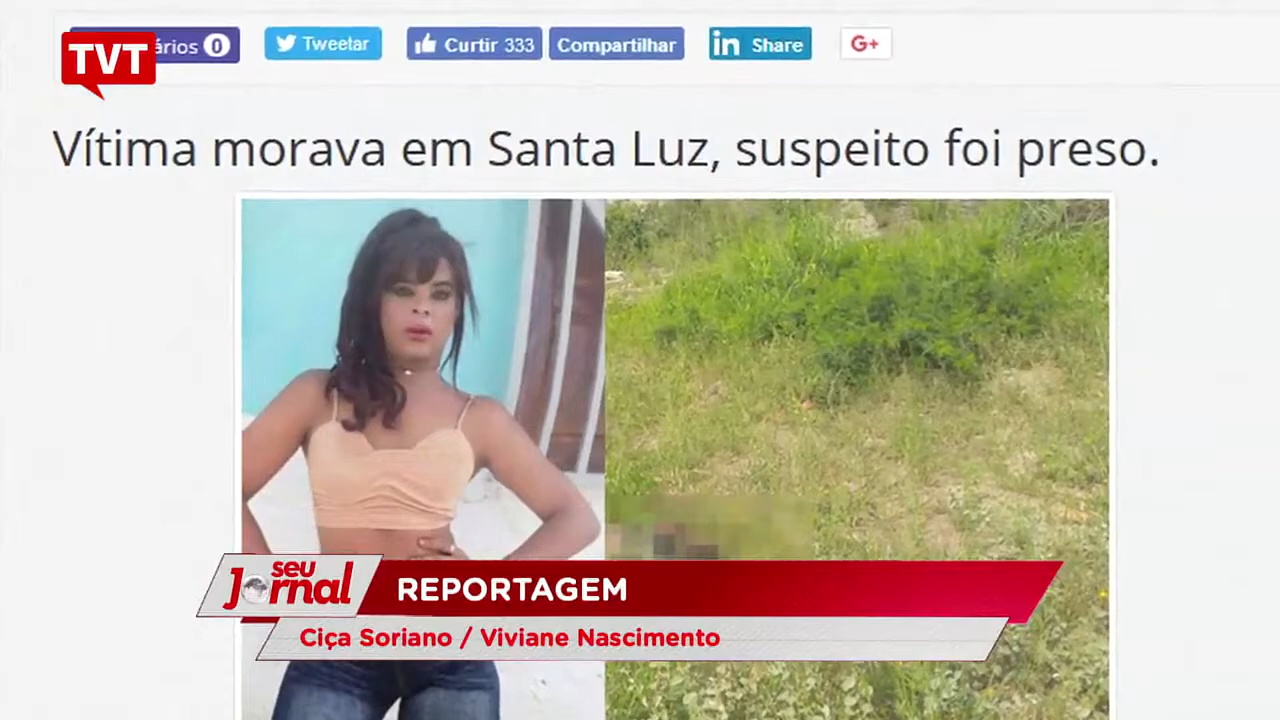 TVT
ários 0
Tweetar
Curtir 333
Compartilhar
in Share
G+
Vítima morava em Santa Luz, suspeito foi preso.
seu Jornal
REPORTAGEM
Ciça Soriano / Viviane Nascimento